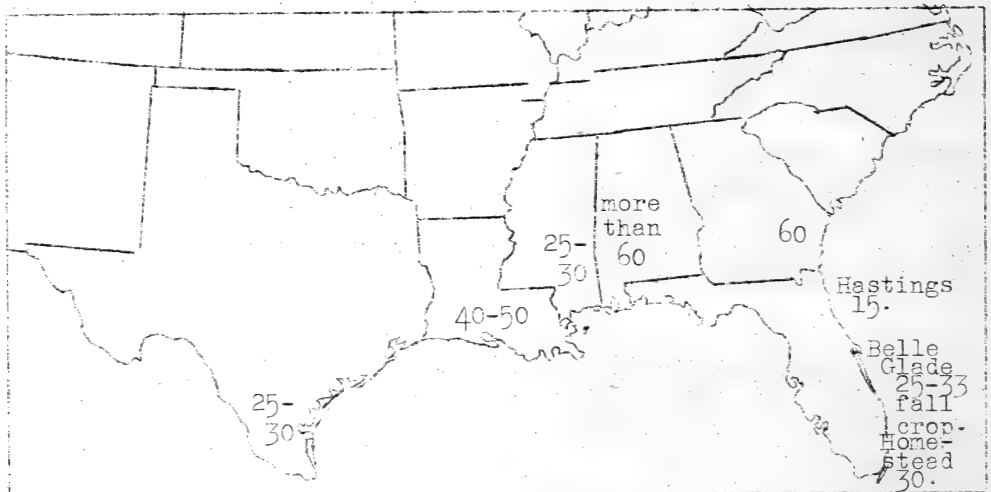 more
than
60
25-
30
60
40-50
25-
30
Hastings
15.
Belle
Glade
25-33
fall
crop.
Home-
stead
30.